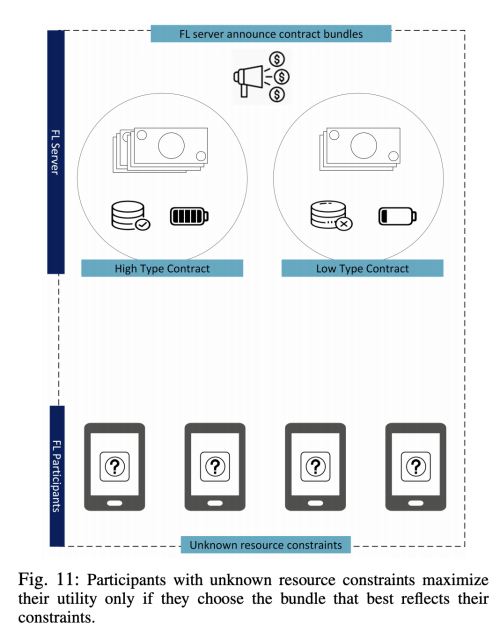 FL server announce contract bundles
$
$
$
FL Server
High Type Contract
Low Type Contract
FL Participants
?
?
?
?
Unknown resource constraints
Fig. 11: Participants with unknown resource constraints maximize
their utility only if they choose the bundle that best reflects their
constraints.